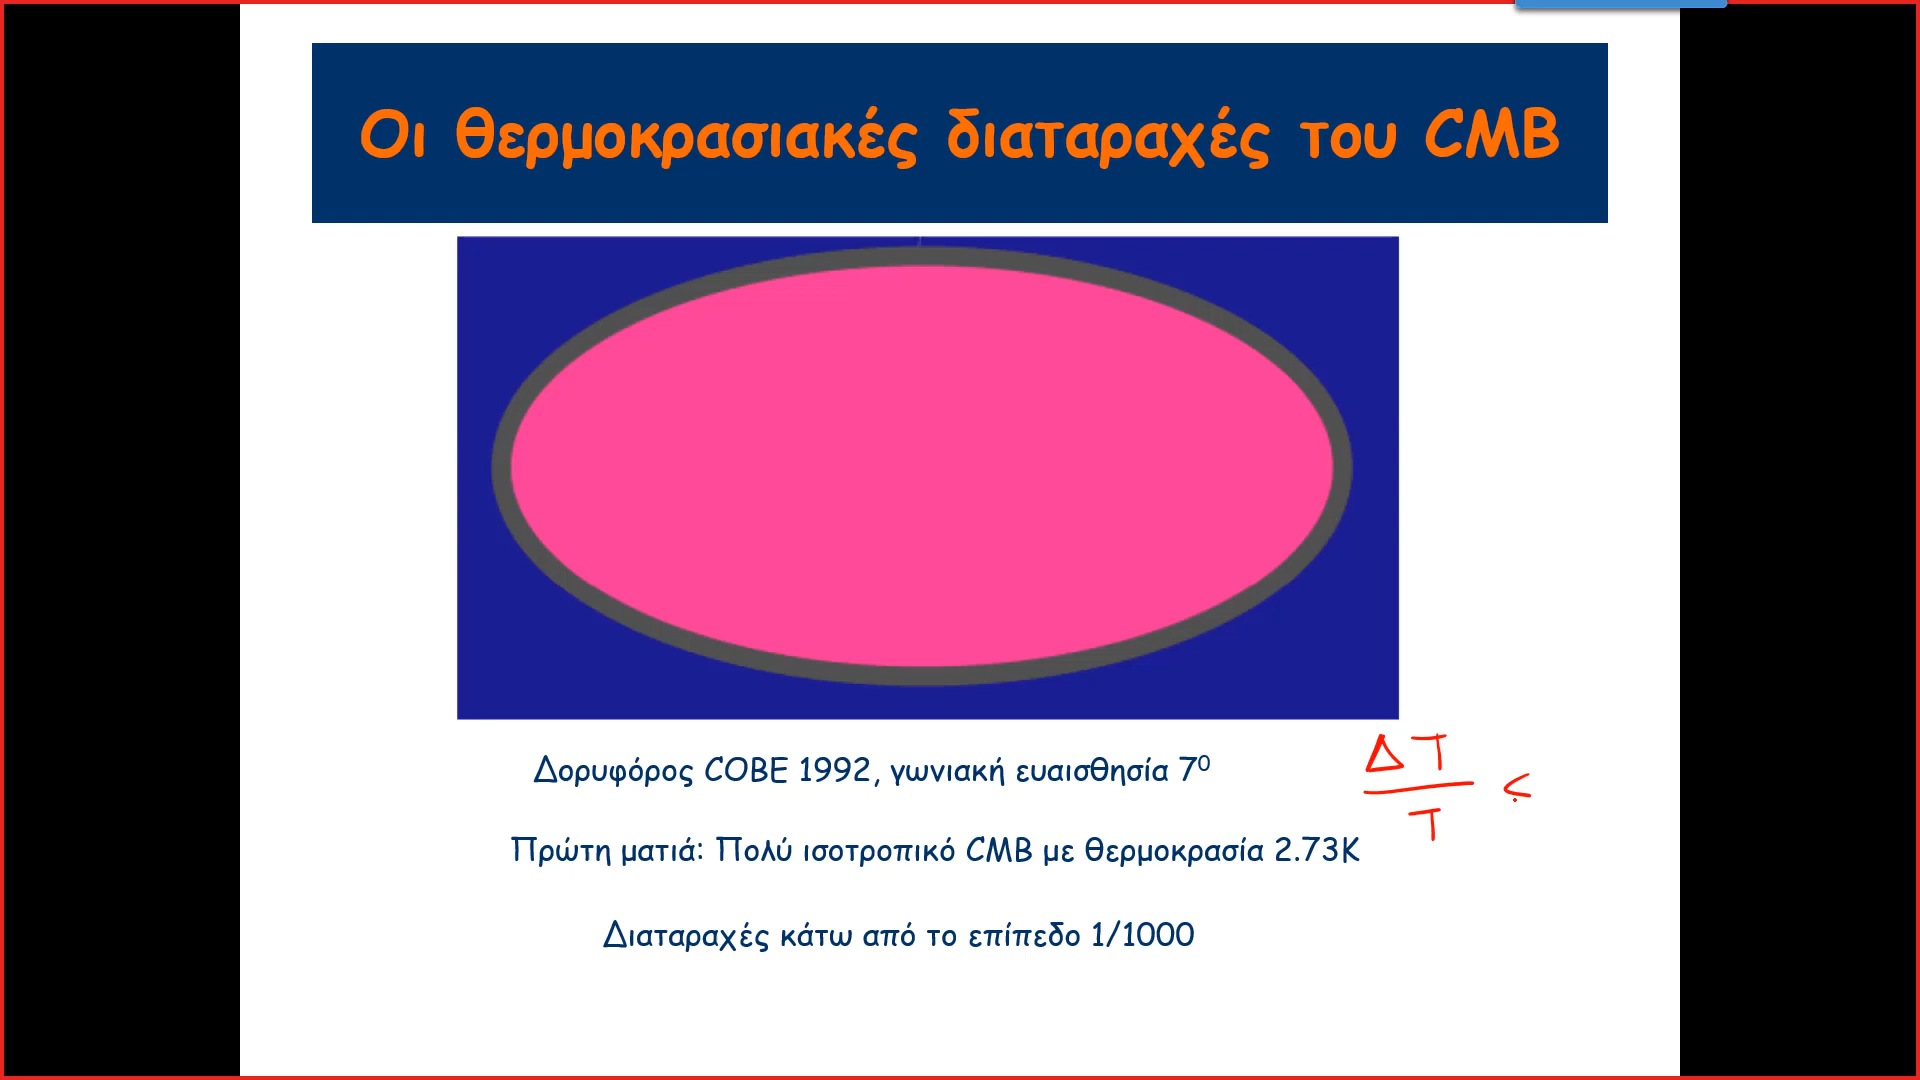 Οι θερμοκρασιακές διαταραχές του CMB
Δορυφόρος COBE 1992, γωνιακή ευαισθησία 7⁰
Πρώτη ματιά: Πολύ ισοτροπικό CMB με θερμοκρασία 2.73K
Διαταραχές κάτω από το επίπεδο 1/1000
ΔT
T
<